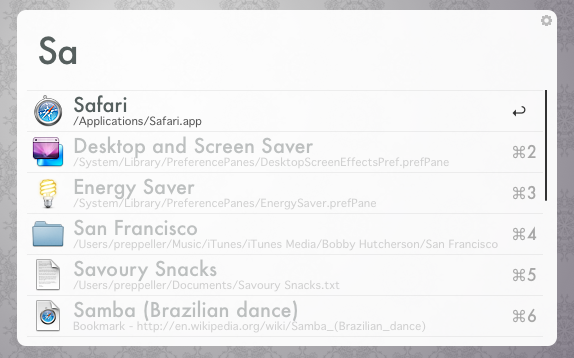 Sa
Safari
/Applications/Safari.app
↩
Desktop and Screen Saver
/System/Library/PreferencePanes/DesktopScreenEffectsPref.prefPane
⌘2
Energy Saver
/System/Library/PreferencePanes/EnergySaver.prefPane
⌘3
San Francisco
/Users/preppeller/Music/iTunes/iTunes Media/Bobby Hutcherson/San Francisco
⌘4
Savoury Snacks
/Users/preppeller/Documents/Savoury Snacks.txt
⌘5
Samba (Brazilian dance)
Bookmark - http://en.wikipedia.org/wiki/Samba_(Brazilian_dance)
⌘6